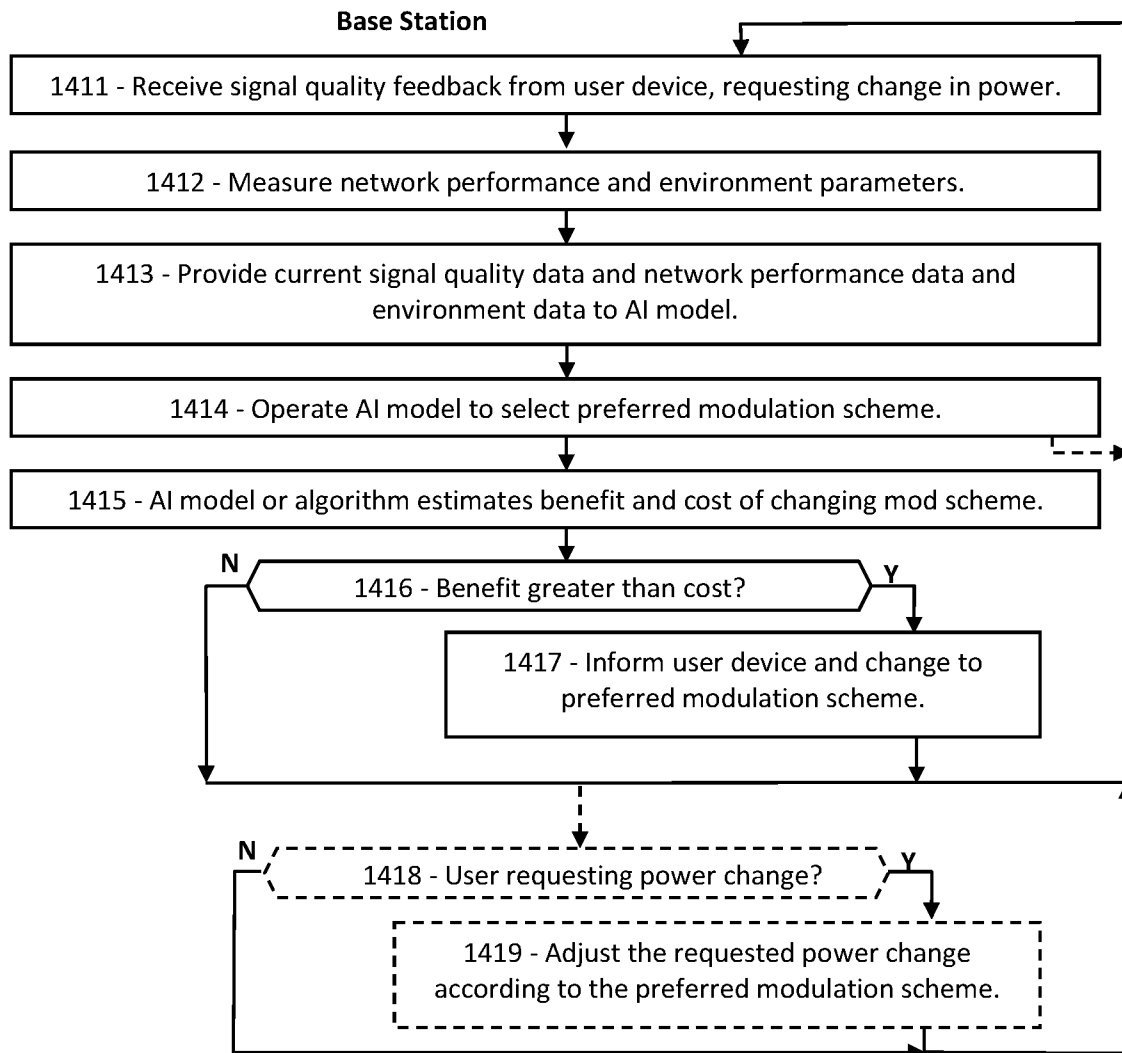 Base Station
1411 - Receive signal quality feedback from user device, requesting change in power.
1412 - Measure network performance and environment parameters.
1413 - Provide current signal quality data and network performance data and
environment data to AI model.
1414 - Operate AI model to select preferred modulation scheme.
1415 - AI model or algorithm estimates benefit and cost of changing mod scheme.
N
1416 - Benefit greater than cost?
Y
1417 - Inform user device and change to
preferred modulation scheme.
N
1418 - User requesting power change?
Y
1419 - Adjust the requested power change
according to the preferred modulation scheme.